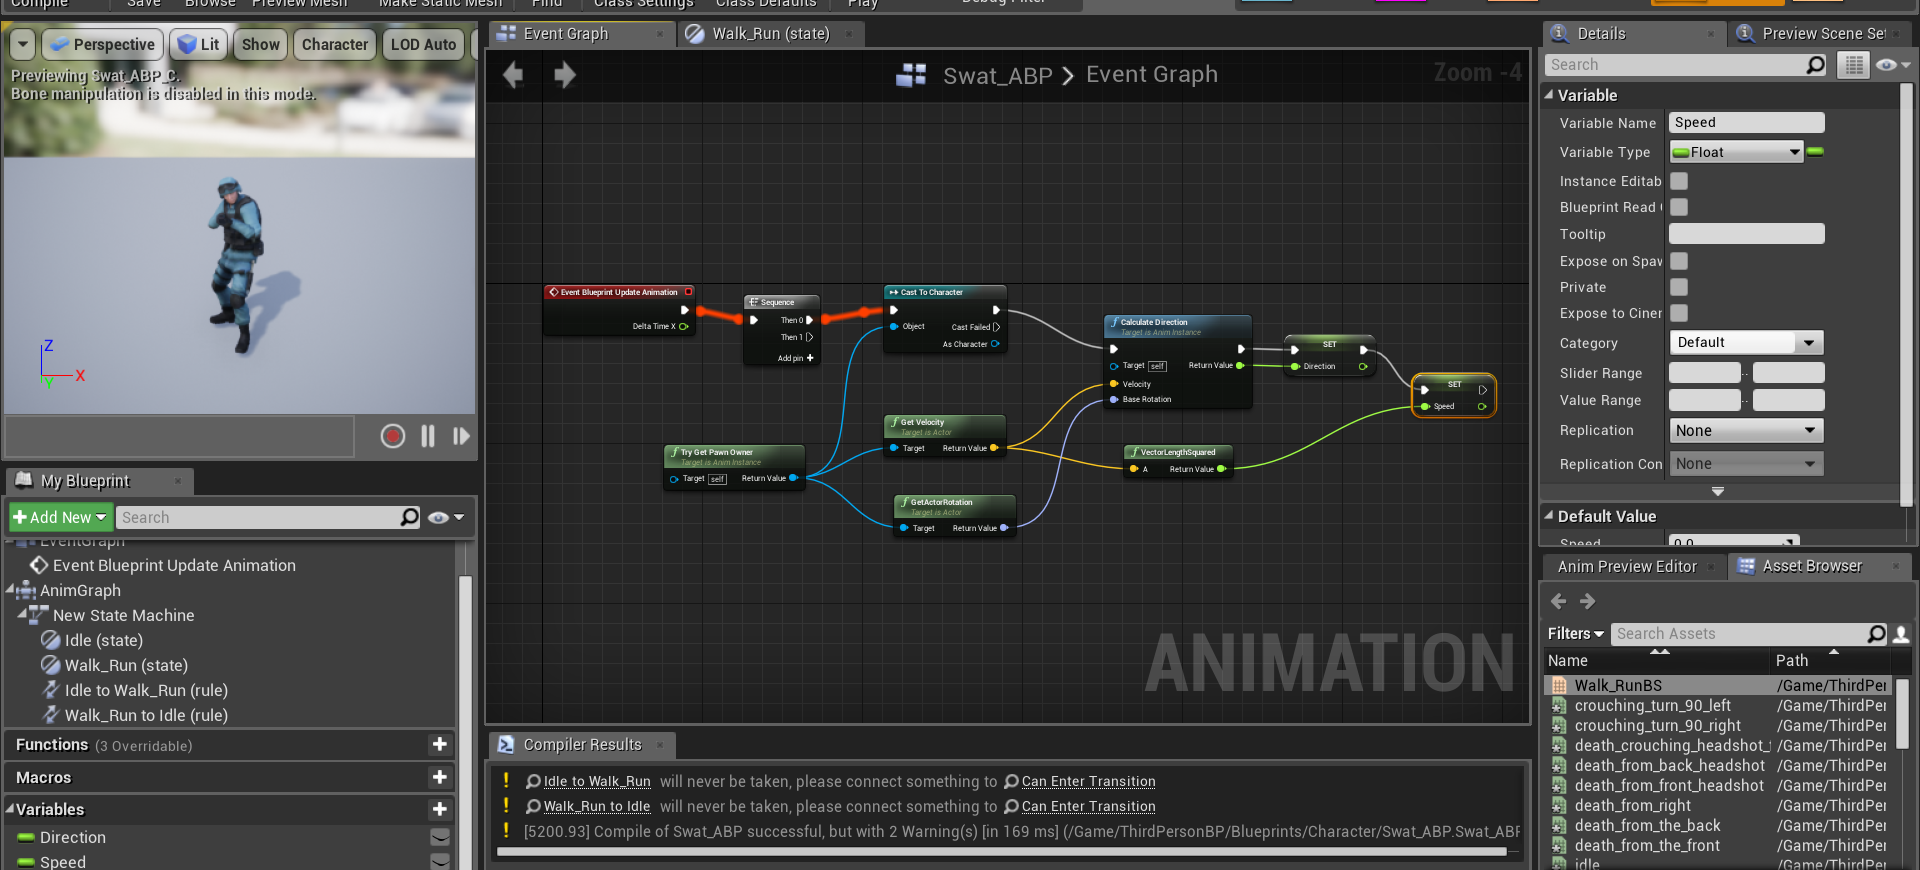 Compile Save Browse Preview Mesh Make Static Mesh Find Class Settings Class Defaults Play Debug Filter
Perspective Lit Show Character LOD Auto
Previewing Swat_ABP_C.
Bone manipulation is disabled in this mode.
Z
X
Y
My Blueprint
Add New Search
EventGraph
Event Blueprint Update Animation
AnimGraph
New State Machine
Idle (state)
Walk_Run (state)
Idle to Walk_Run (rule)
Walk_Run to Idle (rule)
Functions (3 Overridable)
Macros
Variables
Direction
Speed
Event Graph Walk_Run (state)
Swat_ABP > Event Graph
Zoom -4
Event Blueprint Update Animation
Delta Time X
Sequence
Then 0
Then 1
Add pin +
Cast To Character
Object Cast Failed
As Character
Calculate Direction
Target is Anim Instance
Target self Return Value
Velocity
Base Rotation
SET
Direction
SET
Speed
Get Velocity
Target is Actor
Target Return Value
Try Get Pawn Owner
Target is Anim Instance
Target self Return Value
VectorLengthSquared
A Return Value
GetActorRotation
Target is Actor
Target Return Value
ANIMATION
Compiler Results
! Idle to Walk_Run will never be taken, please connect something to Can Enter Transition
! Walk_Run to Idle will never be taken, please connect something to Can Enter Transition
! [5200.93] Compile of Swat_ABP successful, but with 2 Warning(s) [in 169 ms] (/Game/ThirdPersonBP/Blueprints/Character/Swat_ABP.Swat_ABP
Details Preview Scene Set
Search
Variable
Variable Name Speed
Variable Type Float
Instance Editab
Blueprint Read
Tooltip
Expose on Spaw
Private
Expose to Ciner
Category Default
Slider Range ..
Value Range ..
Replication None
Replication Con None
Default Value
Speed 0.0
Anim Preview Editor Asset Browser
Filters Search Assets
Name Path
Walk_RunBS /Game/ThirdPer
crouching_turn_90_left /Game/ThirdPer
crouching_turn_90_right /Game/ThirdPer
death_crouching_headshot_ /Game/ThirdPer
death_from_back_headshot /Game/ThirdPer
death_from_front_headshot /Game/ThirdPer
death_from_right /Game/ThirdPer
death_from_the_back /Game/ThirdPer
death_from_the_front /Game/ThirdPer
idle /Game/ThirdPer